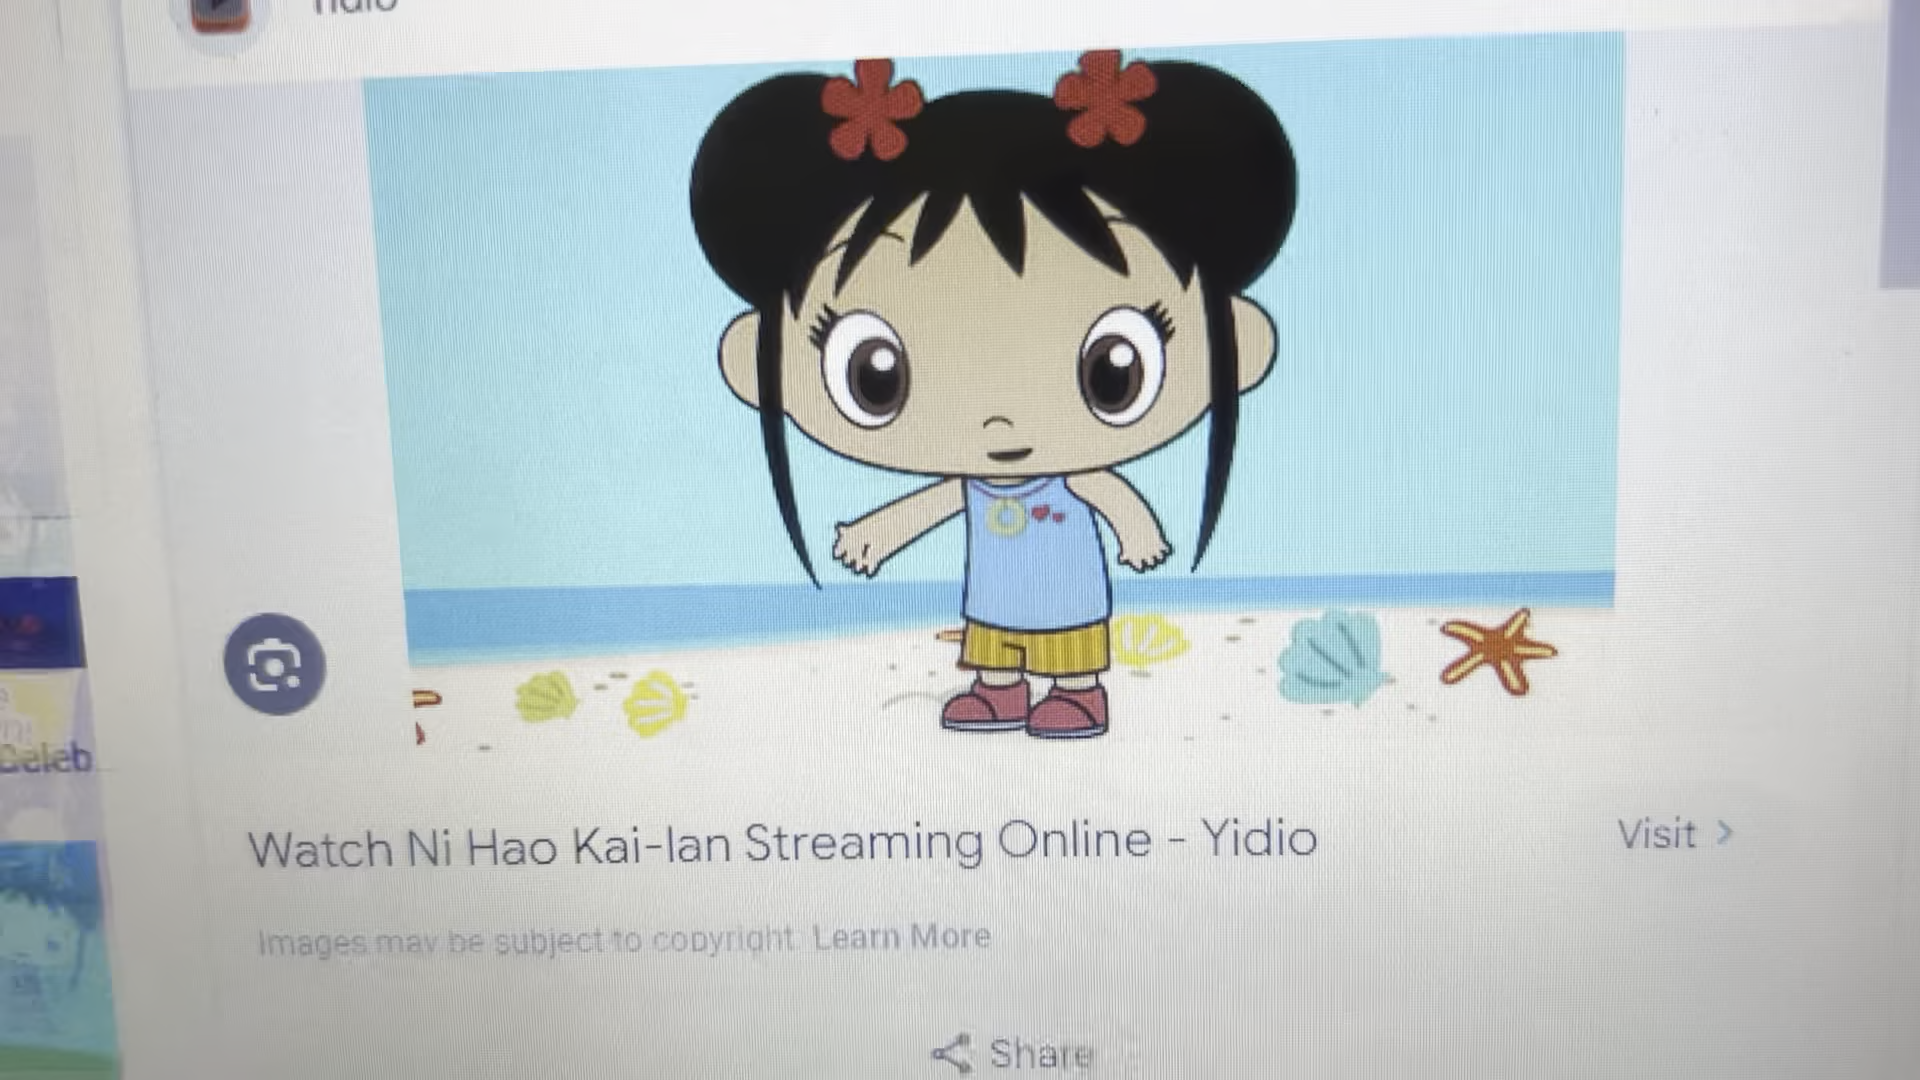 Watch Ni Hao Kai-lan Streaming Online - Yidio
Visit >
Images may be subject to copyright. Learn More
Share